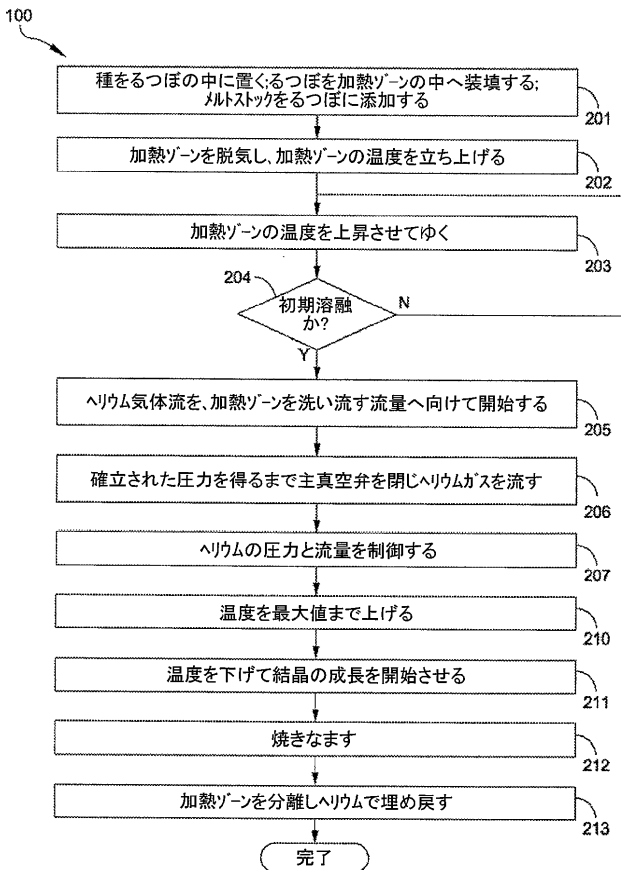 100
種をるつぼの中に置く;るつぼを加熱ゾーンの中へ装填する;
メルトストックをるつぼに添加する
201
加熱ゾーンを脱気し、加熱ゾーンの温度を立ち上げる
202
加熱ゾーンの温度を上昇させてゆく
203
204
初期溶融
か?
N
Y
ヘリウム気体流を、加熱ゾーンを洗い流す流量へ向けて開始する
205
確立された圧力を得るまで主真空弁を閉じヘリウムガスを流す
206
ヘリウムの圧力と流量を制御する
207
温度を最大値まで上げる
210
温度を下げて結晶の成長を開始させる
211
焼きなます
212
加熱ゾーンを分離しヘリウムで埋め戻す
213
完了